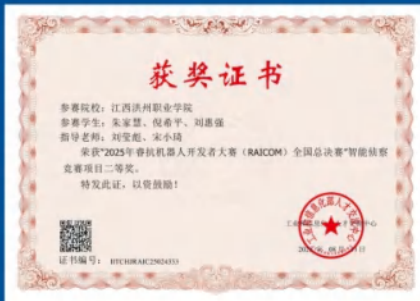 获奖证书
参赛院校：江西洪州职业学院
参赛学生：朱家慧、倪希平、刘惠强
指导老师：刘莹彪、宋小琦
荣获“2025年睿抗机器人开发者大赛（RAICOM）全国总决赛”智能侦察
竞赛项目二等奖。
特发此证，以资鼓励！
证书编号：